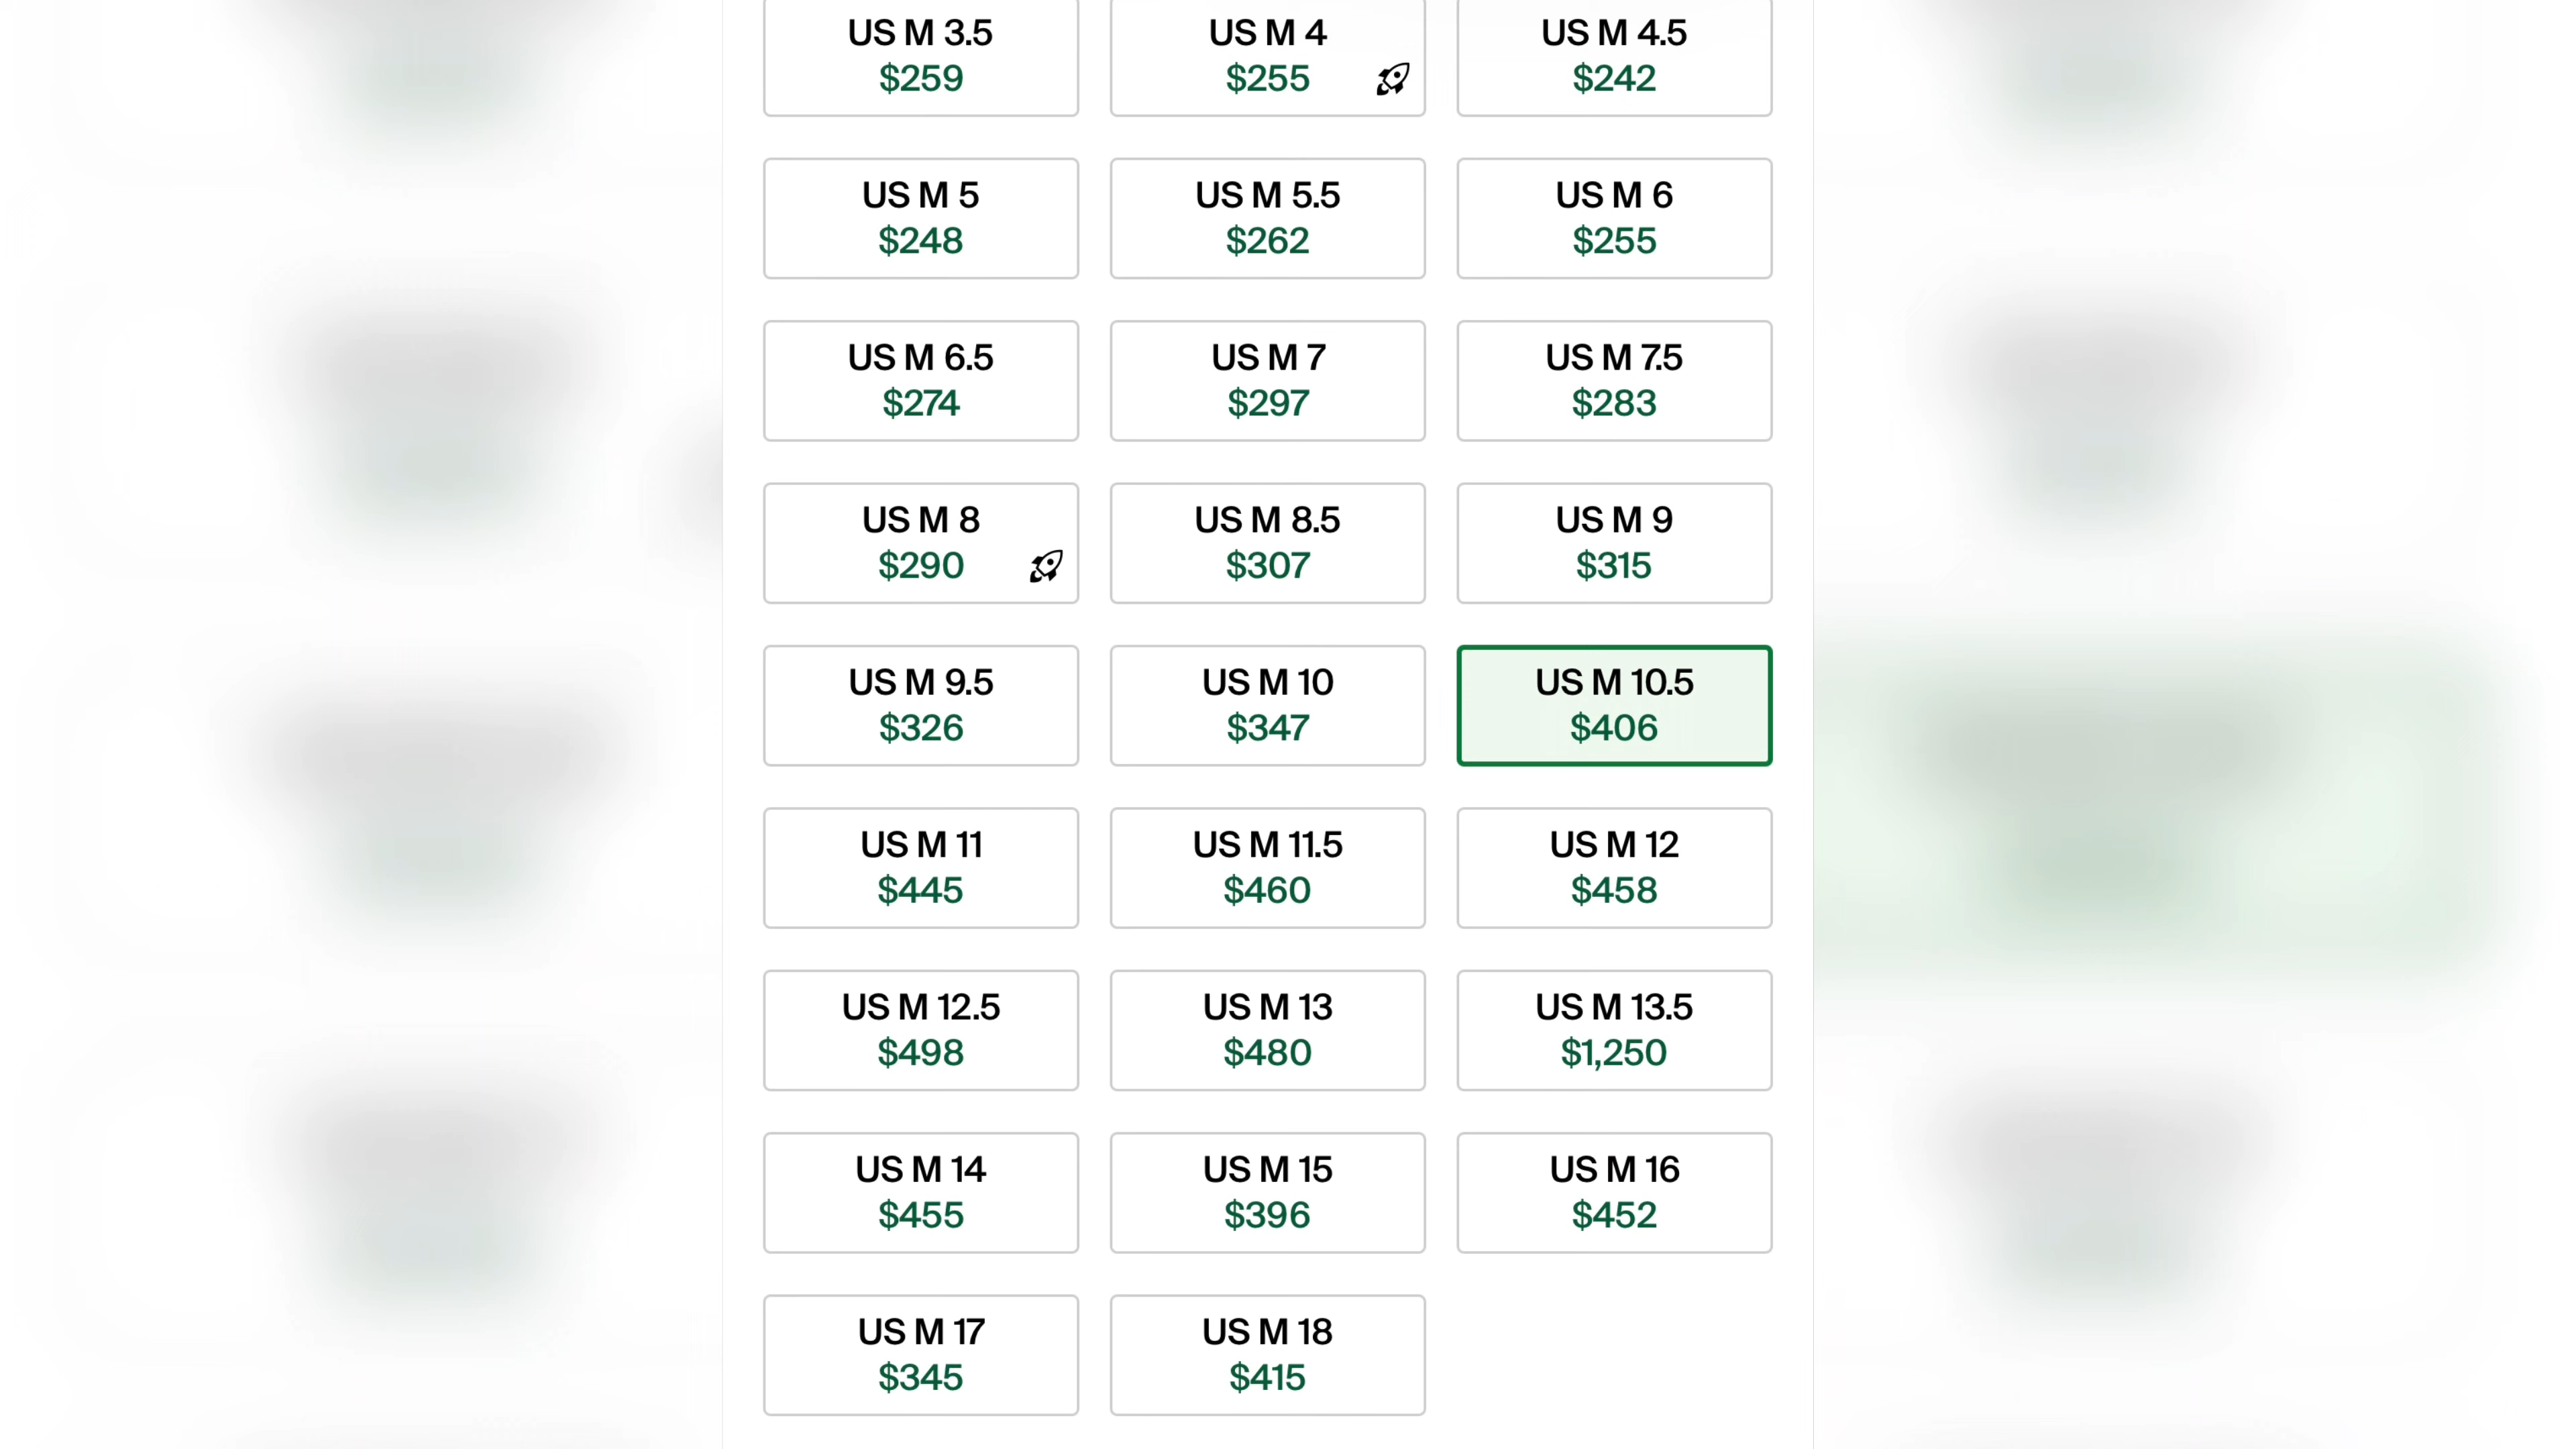 US M 3.5
$259
US M 4
$255
US M 4.5
$242
US M 5
$248
US M 5.5
$262
US M 6
$255
US M 6.5
$274
US M 7
$297
US M 7.5
$283
US M 8
$290
US M 8.5
$307
US M 9
$315
US M 9.5
$326
US M 10
$347
US M 10.5
$406
US M 11
$445
US M 11.5
$460
US M 12
$458
US M 12.5
$498
US M 13
$480
US M 13.5
$1,250
US M 14
$455
US M 15
$396
US M 16
$452
US M 17
$345
US M 18
$415